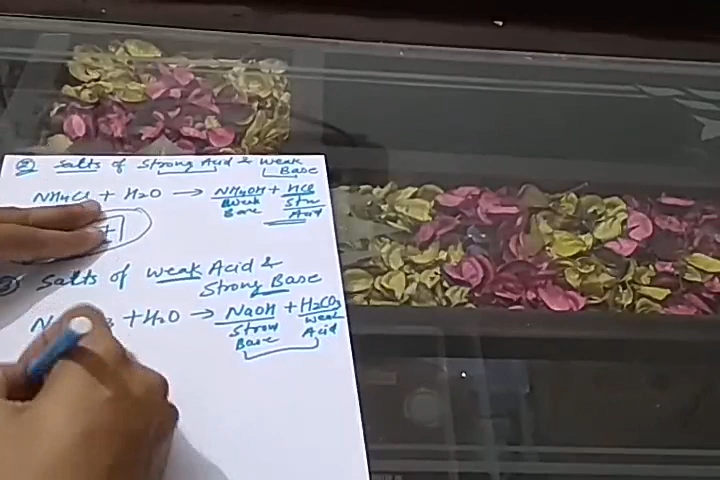 ② Salts of Strong Acid & Weak
Base
NH4Cl + H2O → NH4OH + HCl
Weak Base Strong Acid
Salts of weak Acid &
Strong Base
+ H2O → NaOH + H2CO3
Strong Base Weak Acid